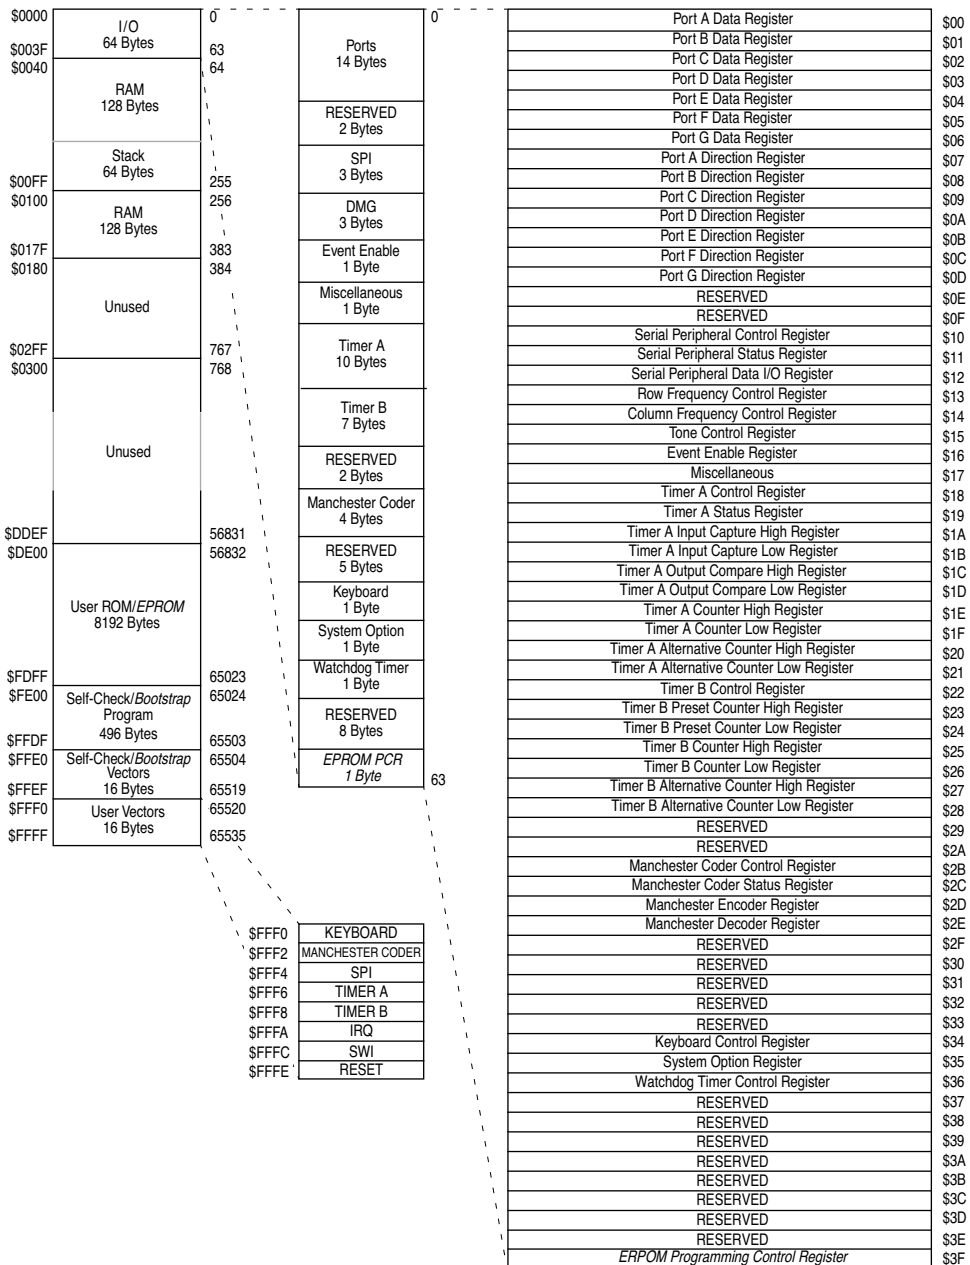 $0000
I/O
64 Bytes
0
$003F
63
$0040
64
RAM
128 Bytes
Stack
64 Bytes
$00FF
255
$0100
256
RAM
128 Bytes
$017F
383
$0180
384
Unused
$02FF
767
$0300
768
Unused
$DDEF
56831
$DE00
56832
User ROM/EPROM
8192 Bytes
$FDFF
65023
$FE00
65024
Self-Check/Bootstrap
Program
496 Bytes
$FFDF
65503
$FFE0
65504
Self-Check/Bootstrap
Vectors
16 Bytes
$FFEF
65519
$FFF0
65520
User Vectors
16 Bytes
$FFFF
65535
0
Ports
14 Bytes
RESERVED
2 Bytes
SPI
3 Bytes
DMG
3 Bytes
Event Enable
1 Byte
Miscellaneous
1 Byte
Timer A
10 Bytes
Timer B
7 Bytes
RESERVED
2 Bytes
Manchester Coder
4 Bytes
RESERVED
5 Bytes
Keyboard
1 Byte
System Option
1 Byte
Watchdog Timer
1 Byte
RESERVED
8 Bytes
EPROM PCR
1 Byte
63
$FFF0 KEYBOARD
$FFF2 MANCHESTER CODER
$FFF4 SPI
$FFF6 TIMER A
$FFF8 TIMER B
$FFFA IRQ
$FFFC SWI
$FFFE RESET
Port A Data Register $00
Port B Data Register $01
Port C Data Register $02
Port D Data Register $03
Port E Data Register $04
Port F Data Register $05
Port G Data Register $06
Port A Direction Register $07
Port B Direction Register $08
Port C Direction Register $09
Port D Direction Register $0A
Port E Direction Register $0B
Port F Direction Register $0C
Port G Direction Register $0D
RESERVED $0E
RESERVED $0F
Serial Peripheral Control Register $10
Serial Peripheral Status Register $11
Serial Peripheral Data I/O Register $12
Row Frequency Control Register $13
Column Frequency Control Register $14
Tone Control Register $15
Event Enable Register $16
Miscellaneous $17
Timer A Control Register $18
Timer A Status Register $19
Timer A Input Capture High Register $1A
Timer A Input Capture Low Register $1B
Timer A Output Compare High Register $1C
Timer A Output Compare Low Register $1D
Timer A Counter High Register $1E
Timer A Counter Low Register $1F
Timer A Alternative Counter High Register $20
Timer A Alternative Counter Low Register $21
Timer B Control Register $22
Timer B Preset Counter High Register $23
Timer B Preset Counter Low Register $24
Timer B Counter High Register $25
Timer B Counter Low Register $26
Timer B Alternative Counter High Register $27
Timer B Alternative Counter Low Register $28
RESERVED $29
RESERVED $2A
Manchester Coder Control Register $2B
Manchester Coder Status Register $2C
Manchester Encoder Register $2D
Manchester Decoder Register $2E
RESERVED $2F
RESERVED $30
RESERVED $31
RESERVED $32
RESERVED $33
Keyboard Control Register $34
System Option Register $35
Watchdog Timer Control Register $36
RESERVED $37
RESERVED $38
RESERVED $39
RESERVED $3A
RESERVED $3B
RESERVED $3C
RESERVED $3D
RESERVED $3E
ERPOM Programming Control Register $3F